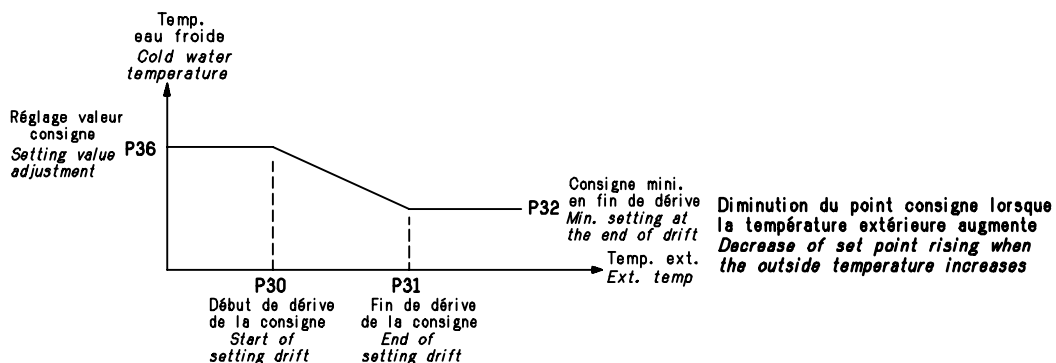 Temp.
eau froide
Cold water
temperature
Réglage valeur
consigne
Setting value
adjustment
P36
P32
Consigne mini.
en fin de dérive
Min. setting at
the end of drift
Diminution du point consigne lorsque
la température extérieure augmente
Decrease of set point rising when
the outside temperature increases
Temp. ext.
Ext. temp
P30
Début de dérive
de la consigne
Start of
setting drift
P31
Fin de dérive
de la consigne
End of
setting drift